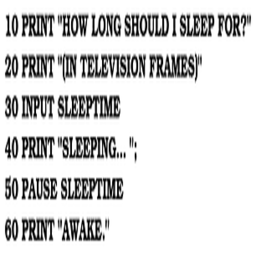 10 PRINT "HOW LONG SHOULD I SLEEP FOR?"
20 PRINT "(IN TELEVISION FRAMES)"
30 INPUT SLEEPTIME
40 PRINT "SLEEPING... ";
50 PAUSE SLEEPTIME
60 PRINT "AWAKE."